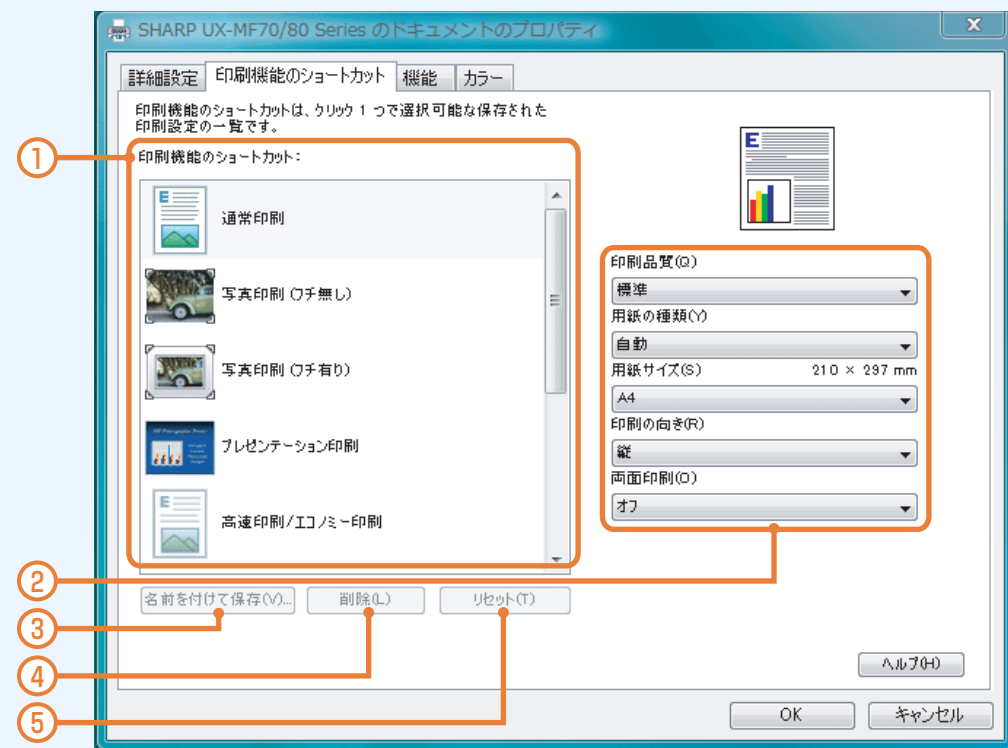 SHARP UX-MF70/80 Series のドキュメントのプロパティ
X
詳細設定 印刷機能のショートカット 機能 カラー
印刷機能のショートカットは、クリック 1 つで選択可能な保存された
印刷設定の一覧です。
① 印刷機能のショートカット:
E
通常印刷
写真印刷 (フチ無し)
写真印刷 (フチ有り)
プレゼンテーション印刷
E
高速印刷/エコノミー印刷
E
印刷品質(Q)
標準
用紙の種類(Y)
自動
用紙サイズ(S) 210 × 297 mm
A4
印刷の向き(R)
縦
両面印刷(O)
オフ
②
名前を付けて保存(V)... 削除(L) リセット(T)
③
④
⑤
ヘルプ(H)
OK キャンセル